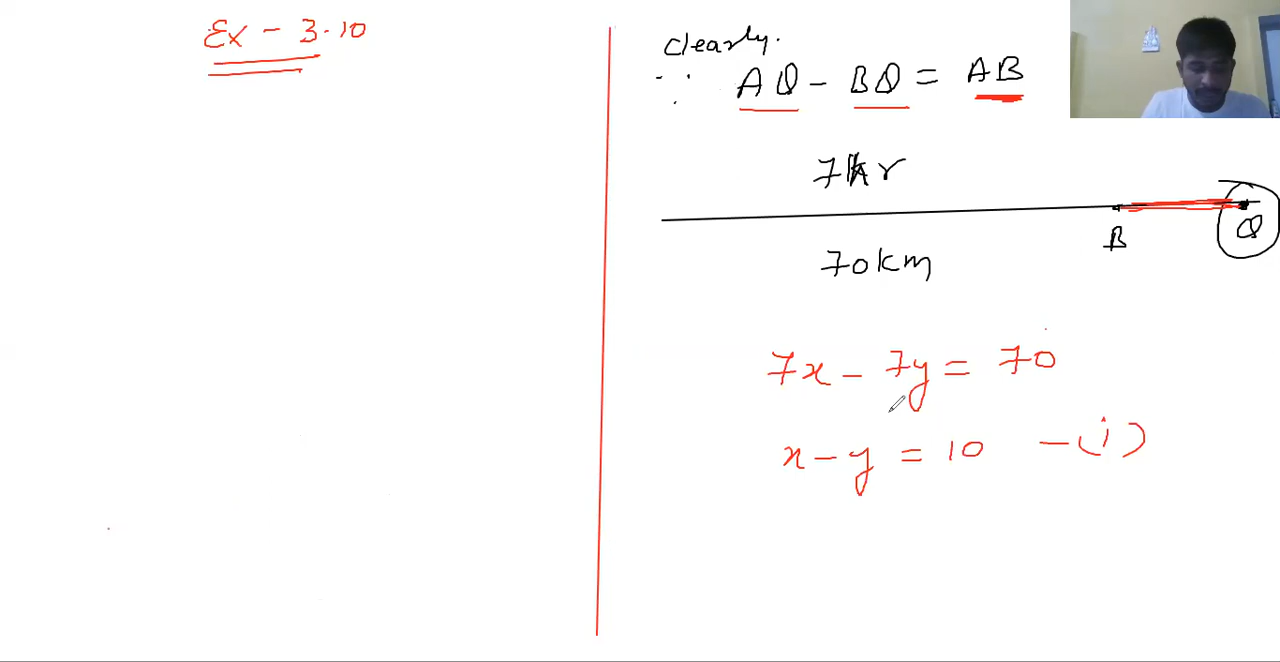 Ex - 3.10
clearly.
∵ AQ - BQ = AB
7hr
B
Q
70km
7x - 7y = 70
x - y = 10 - (i)